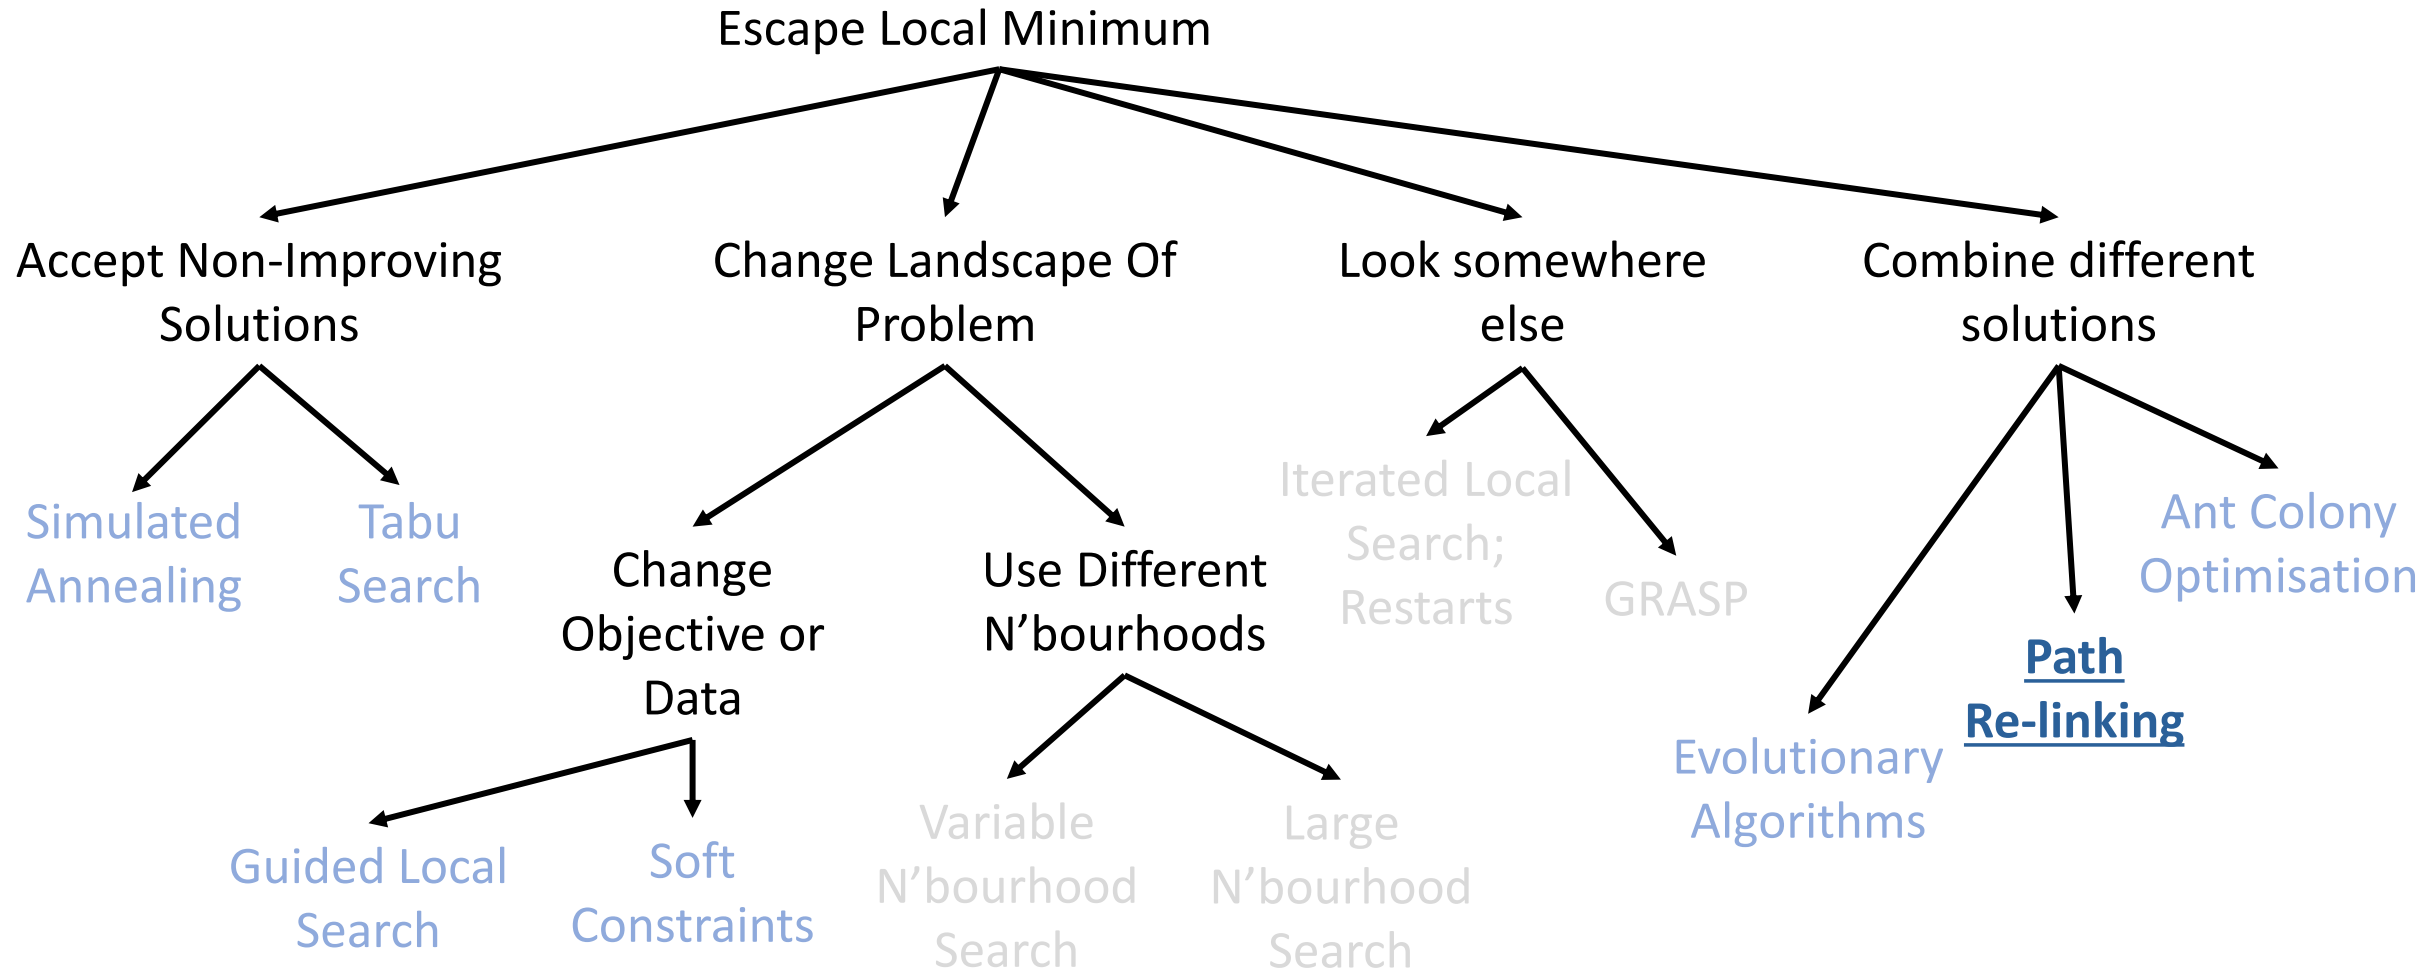 Escape Local Minimum
Accept Non-Improving
Solutions
Change Landscape Of
Problem
Look somewhere
else
Combine different
solutions
Simulated
Annealing
Tabu
Search
Change
Objective or
Data
Use Different
N’bourhoods
Iterated Local
Search;
Restarts
GRASP
Ant Colony
Optimisation
Path
Re-linking
Evolutionary
Algorithms
Guided Local
Search
Soft
Constraints
Variable
N’bourhood
Search
Large
N’bourhood
Search